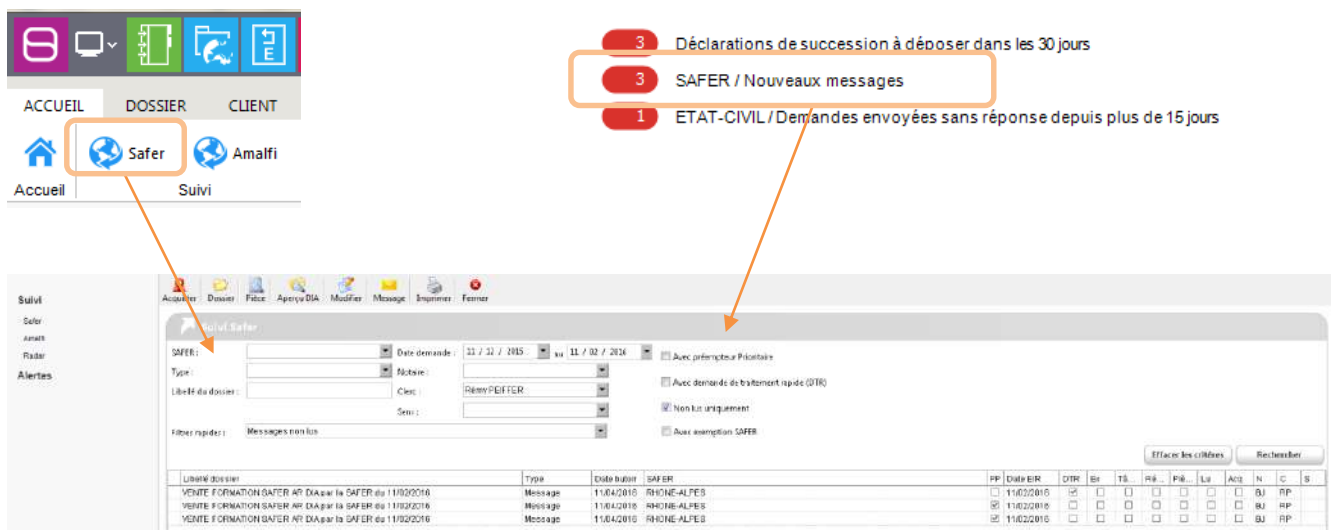 3 Déclarations de succession à déposer dans les 30 jours
3 SAFER / Nouveaux messages
1 ETAT-CIVIL / Demandes envoyées sans réponse depuis plus de 15 jours
E
ACCUEIL DOSSIER CLIENT
Safer Amalfi
Accueil Suivi
Suivi
Safer
Amalfi
Radar
Alertes
Acquitter Dossier Pièce Aperçu DIA Modifier Message Imprimer Fermer
Suivi Safer
SAFER : Date demande : 11 / 12 / 2015 au 11 / 02 / 2016 Avec préempteur Prioritaire
Type : Notaire : Avec demande de traitement rapide (DTR)
Libellé du dossier : Clerc : Rémy PEIFFER
Sens : Non lus uniquement
Filtres rapides : Messages non lus Avec exemption SAFER
Effacer les critères Rechercher
Libellé dossier Type Date butoir SAFER PP Date E/R DTR Ex Tâ... Ré... Piè... Lu Acq N C S
VENTE FORMATION SAFER AR DIA par la SAFER du 11/02/2016 Message 11/04/2016 RHONE-ALPES 11/02/2016 BJ RP
VENTE FORMATION SAFER AR DIA par la SAFER du 11/02/2016 Message 11/04/2016 RHONE-ALPES 11/02/2016 BJ RP
VENTE FORMATION SAFER AR DIA par la SAFER du 11/02/2016 Message 11/04/2016 RHONE-ALPES 11/02/2016 BJ RP